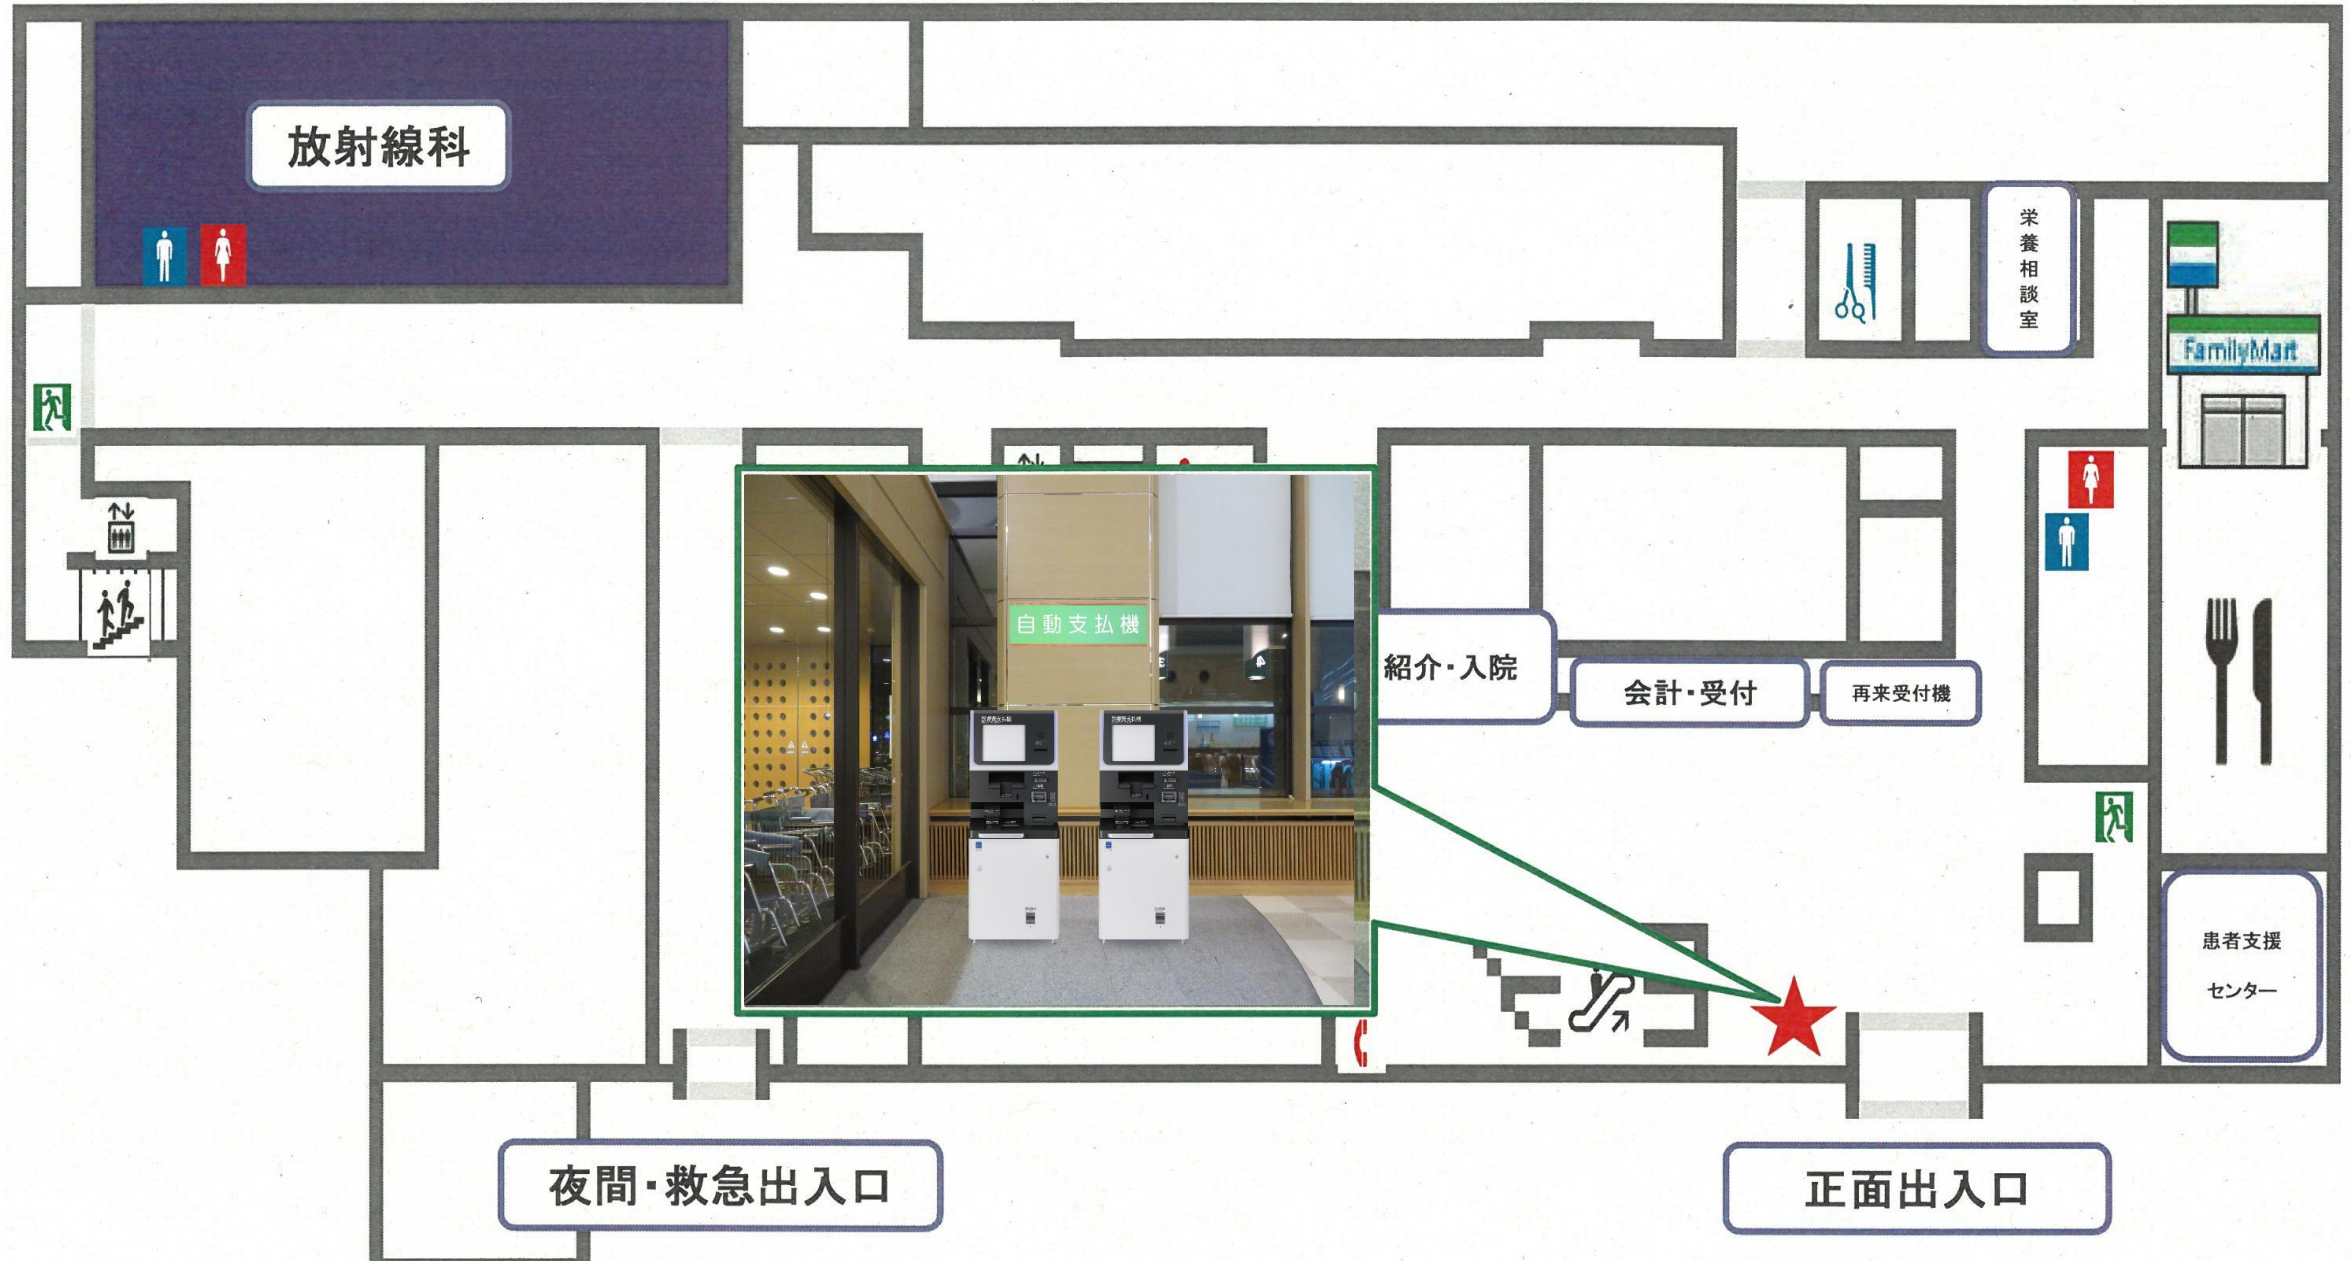 放射線科
栄養相談室
FamilyMart
自動支払機
紹介・入院
会計・受付
再来受付機
患者支援
センター
夜間・救急出入口
正面出入口